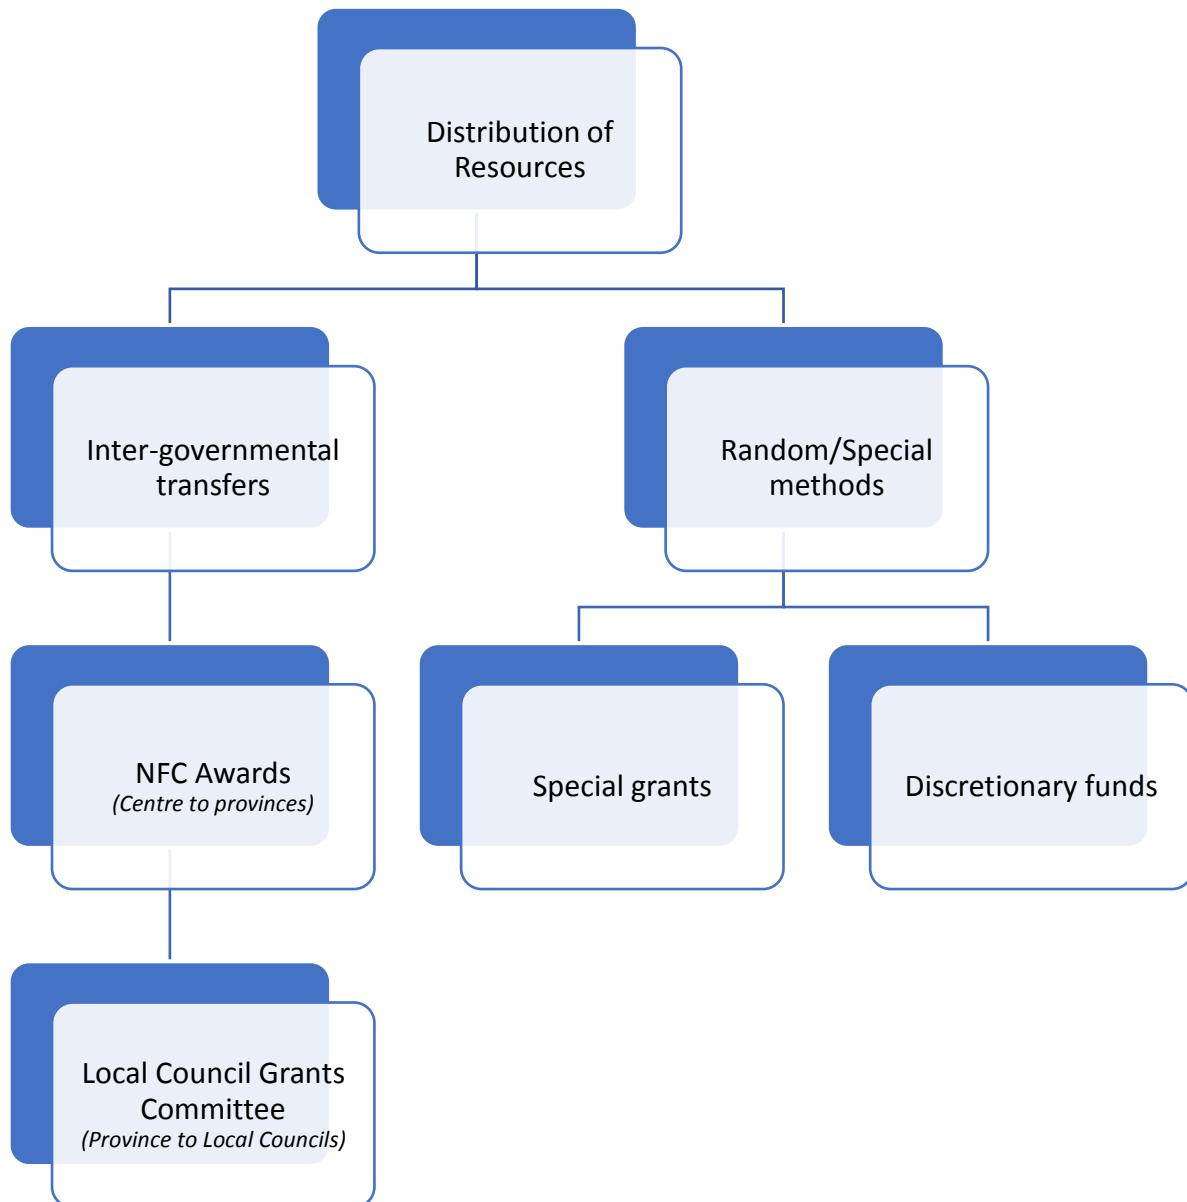 Distribution of
Resources
Inter-governmental
transfers
Random/Special
methods
NFC Awards
(Centre to provinces)
Special grants
Discretionary funds
Local Council Grants
Committee
(Province to Local Councils)